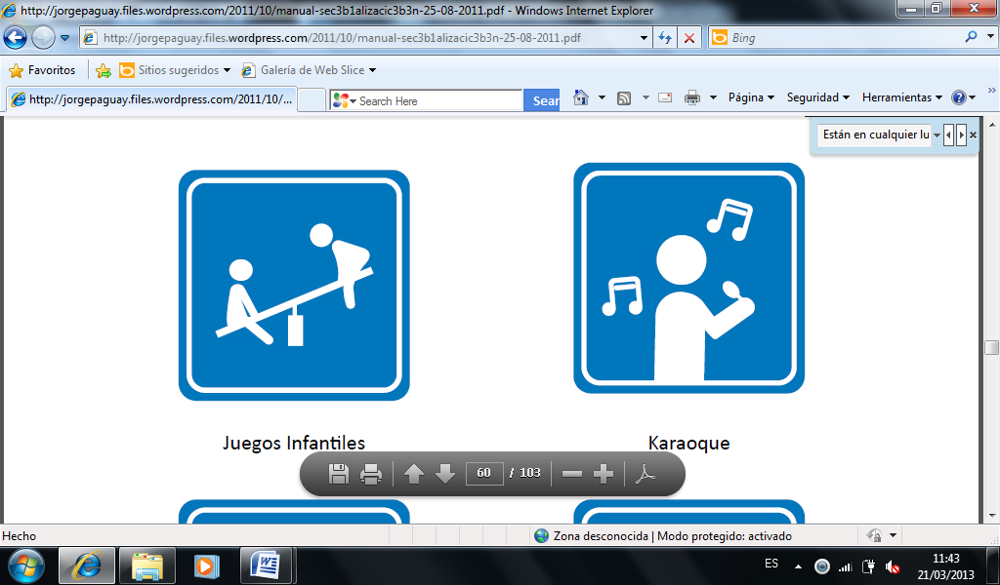 http://jorgepaguay.files.wordpress.com/2011/10/manual-sec3b1alizacic3b3n-25-08-2011.pdf - Windows Internet Explorer
http://jorgepaguay.files.wordpress.com/2011/10/manual-sec3b1alizacic3b3n-25-08-2011.pdf
Bing
Favoritos Sitios sugeridos Galería de Web Slice
http://jorgepaguay.files.wordpress.com/2011/10/... Search Here Sear Página Seguridad Herramientas
Están en cualquier lu
Juegos Infantiles Karaoque
60 / 103
Hecho Zona desconocida | Modo protegido: activado
ES 11:43
21/03/2013